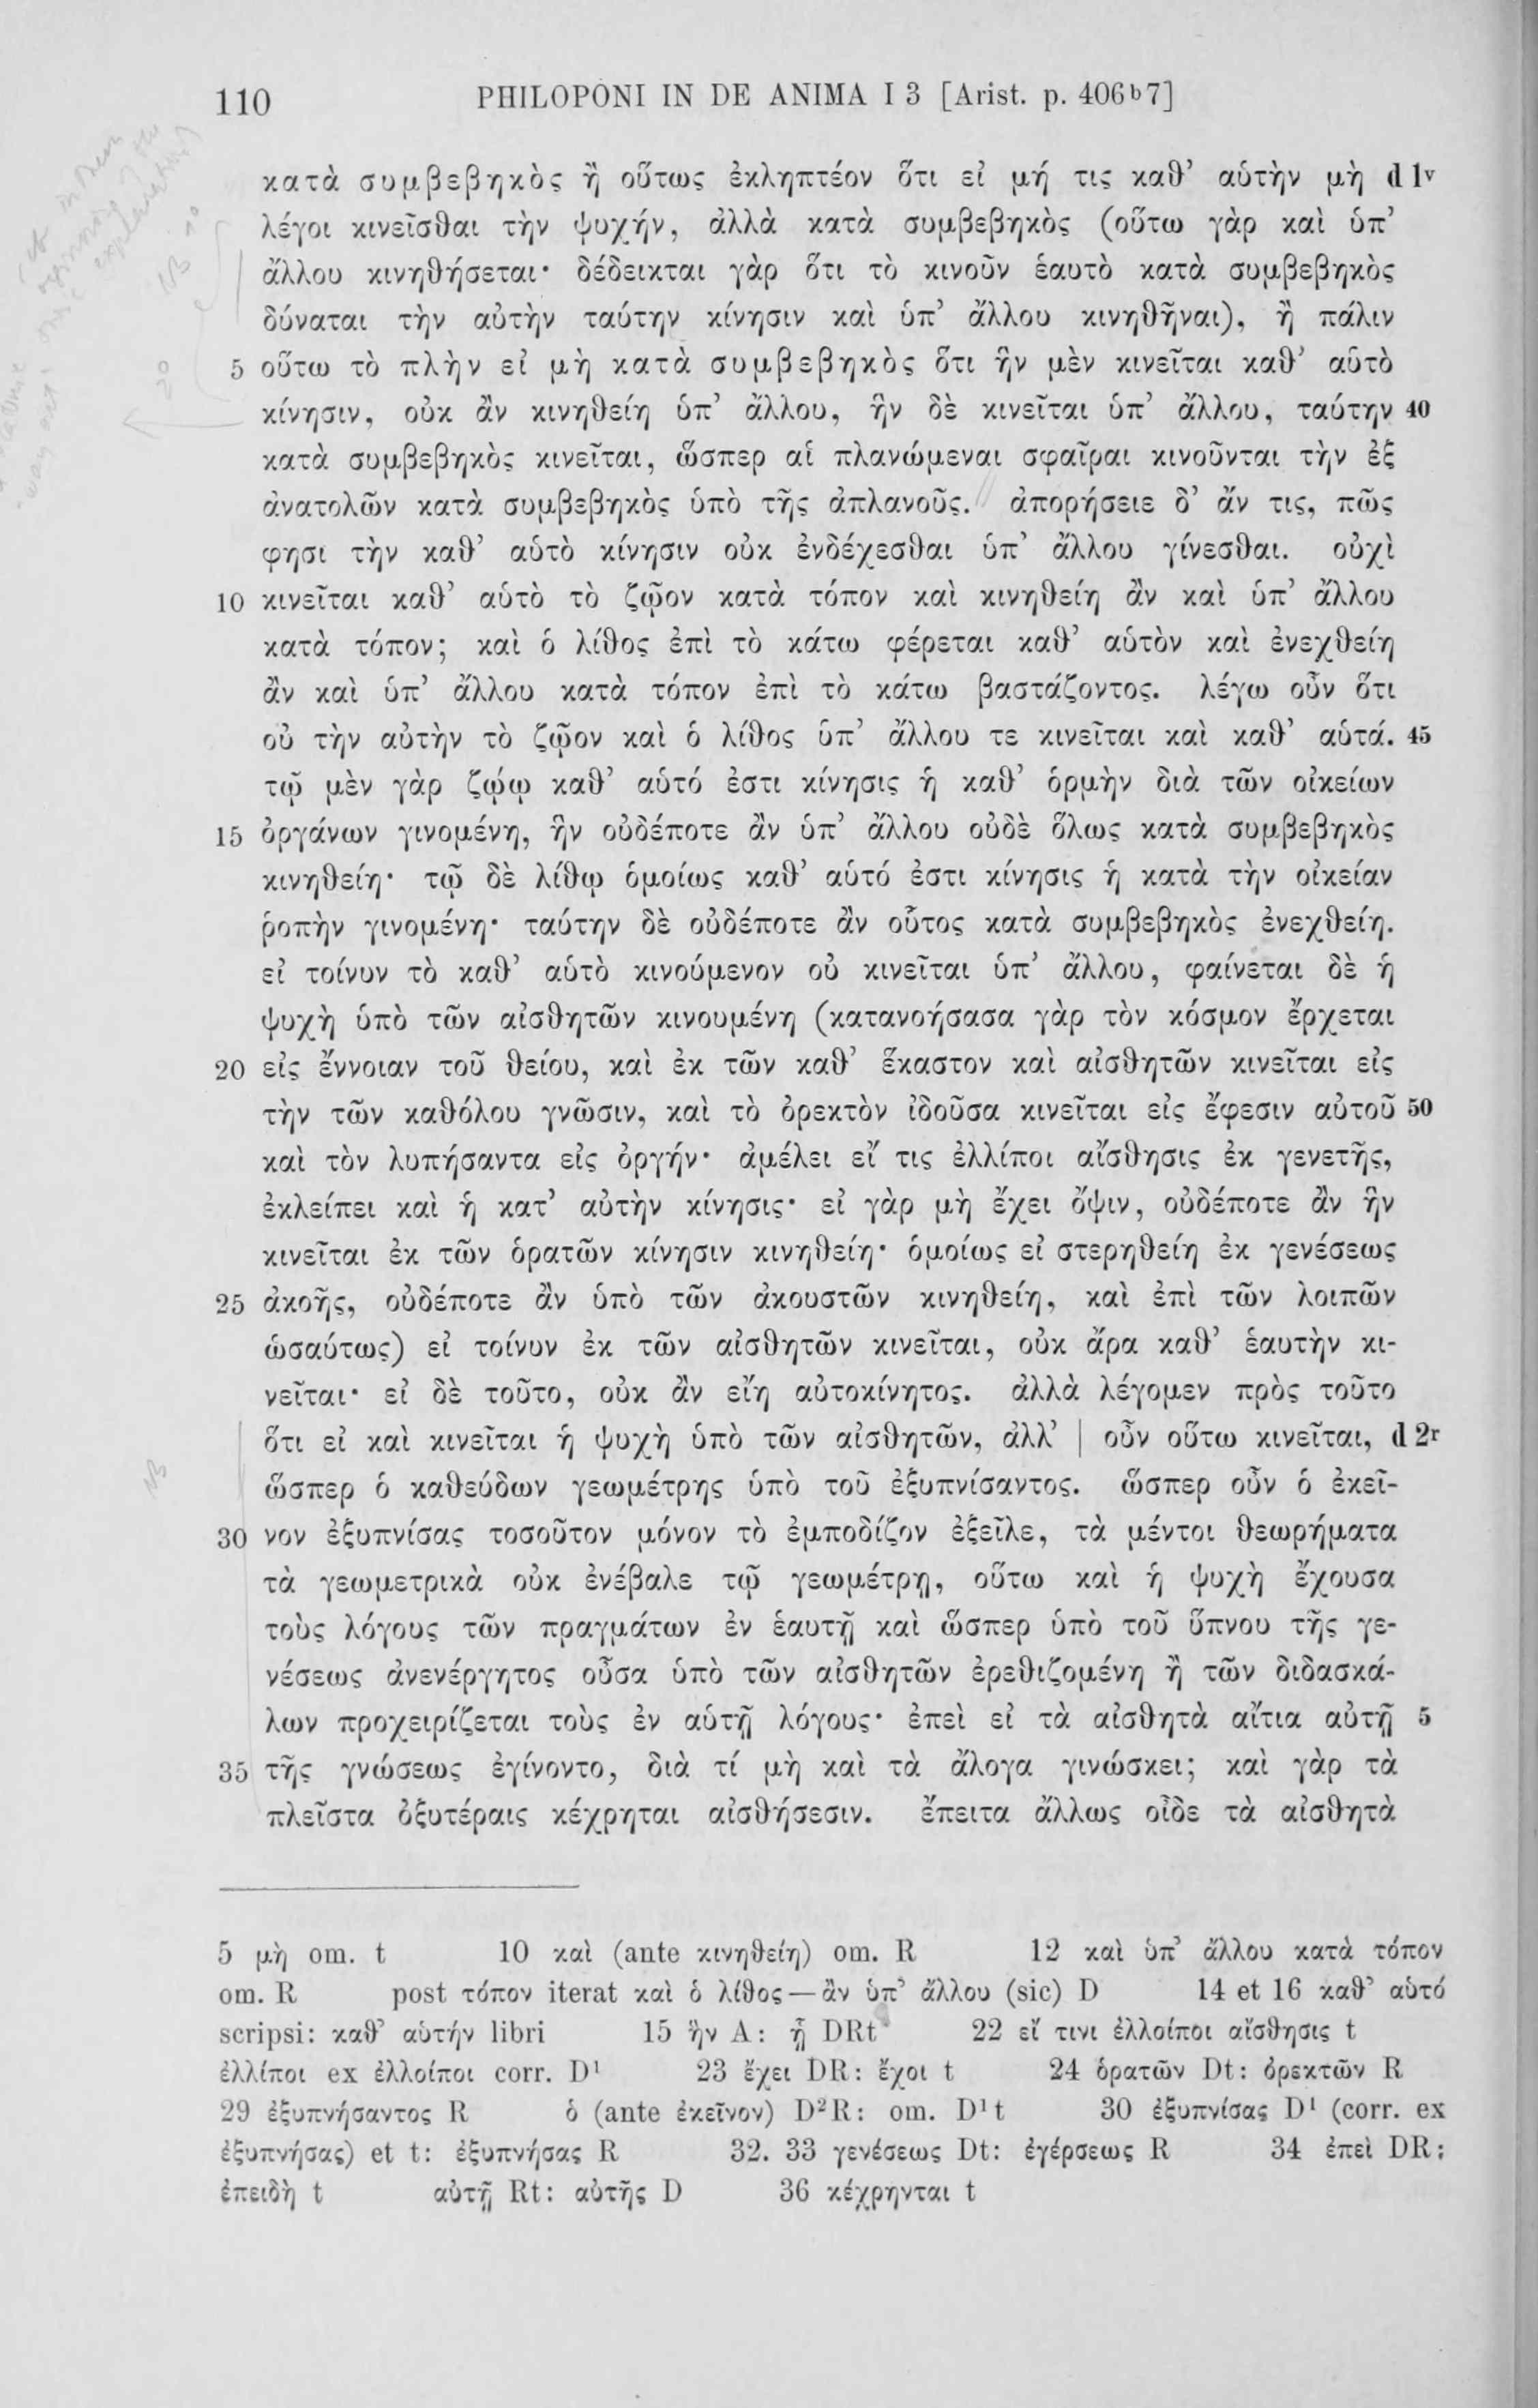 110 PHILOPONI IN DE ANIMA I 3 [Arist. p. 406b7]
κατὰ συμβεβηκὸς ἢ οὕτως ἐκληπτέον ὅτι εἰ μή τις καθ’ αὑτὴν μὴ d 1v
λέγοι κινεῖσθαι τὴν ψυχήν, ἀλλὰ κατὰ συμβεβηκὸς (οὕτω γὰρ καὶ ὑπ’
ἄλλου κινηθήσεται· δέδεικται γὰρ ὅτι τὸ κινοῦν ἑαυτὸ κατὰ συμβεβηκὸς
δύναται τὴν αὐτὴν ταύτην κίνησιν καὶ ὑπ’ ἄλλου κινηθῆναι), ἢ πάλιν
5 οὕτω τὸ πλὴν εἰ μὴ κατὰ συμβεβηκὸς ὅτι ἣν μὲν κινεῖται καθ’ αὑτὸ
κίνησιν, οὐκ ἂν κινηθείη ὑπ’ ἄλλου, ἣν δὲ κινεῖται ὑπ’ ἄλλου, ταύτην 40
κατὰ συμβεβηκὸς κινεῖται, ὥσπερ αἱ πλανώμεναι σφαῖραι κινοῦνται τὴν ἐξ
ἀνατολῶν κατὰ συμβεβηκὸς ὑπὸ τῆς ἀπλανοῦς. ἀπορήσειε δ’ ἄν τις, πῶς
φησι τὴν καθ’ αὑτὸ κίνησιν οὐκ ἐνδέχεσθαι ὑπ’ ἄλλου γίνεσθαι. οὐχὶ
10 κινεῖται καθ’ αὑτὸ τὸ ζῷον κατὰ τόπον καὶ κινηθείη ἂν καὶ ὑπ’ ἄλλου
κατὰ τόπον; καὶ ὁ λίθος ἐπὶ τὸ κάτω φέρεται καθ’ αὑτὸν καὶ ἐνεχθείη
ἂν καὶ ὑπ’ ἄλλου κατὰ τόπον ἐπὶ τὸ κάτω βαστάζοντος. λέγω οὖν ὅτι
οὐ τὴν αὐτὴν τὸ ζῷον καὶ ὁ λίθος ὑπ’ ἄλλου τε κινεῖται καὶ καθ’ αὑτά. 45
τῷ μὲν γὰρ ζῴῳ καθ’ αὑτό ἐστι κίνησις ἡ καθ’ ὁρμὴν διὰ τῶν οἰκείων
15 ὀργάνων γινομένη, ἣν οὐδέποτε ἂν ὑπ’ ἄλλου οὐδὲ ὅλως κατὰ συμβεβηκὸς
κινηθείη· τῷ δὲ λίθῳ ὁμοίως καθ’ αὑτό ἐστι κίνησις ἡ κατὰ τὴν οἰκείαν
ῥοπὴν γινομένη· ταύτην δὲ οὐδέποτε ἂν οὗτος κατὰ συμβεβηκὸς ἐνεχθείη.
εἰ τοίνυν τὸ καθ’ αὑτὸ κινούμενον οὐ κινεῖται ὑπ’ ἄλλου, φαίνεται δὲ ἡ
ψυχὴ ὑπὸ τῶν αἰσθητῶν κινουμένη (κατανοήσασα γὰρ τὸν κόσμον ἔρχεται
20 εἰς ἔννοιαν τοῦ θείου, καὶ ἐκ τῶν καθ’ ἕκαστον καὶ αἰσθητῶν κινεῖται εἰς
τὴν τῶν καθόλου γνῶσιν, καὶ τὸ ὀρεκτὸν ἰδοῦσα κινεῖται εἰς ἔφεσιν αὐτοῦ 50
καὶ τὸν λυπήσαντα εἰς ὀργήν· ἀμέλει εἴ τις ἐλλίποι αἴσθησις ἐκ γενετῆς,
ἐκλείπει καὶ ἡ κατ’ αὐτὴν κίνησις· εἰ γὰρ μὴ ἔχει ὄψιν, οὐδέποτε ἂν ἣν
κινεῖται ἐκ τῶν ὁρατῶν κίνησιν κινηθείη· ὁμοίως εἰ στερηθείη ἐκ γενέσεως
25 ἀκοῆς, οὐδέποτε ἂν ὑπὸ τῶν ἀκουστῶν κινηθείη, καὶ ἐπὶ τῶν λοιπῶν
ὡσαύτως) εἰ τοίνυν ἐκ τῶν αἰσθητῶν κινεῖται, οὐκ ἄρα καθ’ ἑαυτὴν κι-
νεῖται· εἰ δὲ τοῦτο, οὐκ ἂν εἴη αὐτοκίνητος. ἀλλὰ λέγομεν πρὸς τοῦτο
ὅτι εἰ καὶ κινεῖται ἡ ψυχὴ ὑπὸ τῶν αἰσθητῶν, ἀλλ’ | οὖν οὕτω κινεῖται, d 2r
ὥσπερ ὁ καθεύδων γεωμέτρης ὑπὸ τοῦ ἐξυπνίσαντος. ὥσπερ οὖν ὁ ἐκεῖ-
30 νον ἐξυπνίσας τοσοῦτον μόνον τὸ ἐμποδίζον ἐξεῖλε, τὰ μέντοι θεωρήματα
τὰ γεωμετρικὰ οὐκ ἐνέβαλε τῷ γεωμέτρῃ, οὕτω καὶ ἡ ψυχὴ ἔχουσα
τοὺς λόγους τῶν πραγμάτων ἐν ἑαυτῇ καὶ ὥσπερ ὑπὸ τοῦ ὕπνου τῆς γε-
νέσεως ἀνενέργητος οὖσα ὑπὸ τῶν αἰσθητῶν ἐρεθιζομένη ἢ τῶν διδασκά-
λων προχειρίζεται τοὺς ἐν αὑτῇ λόγους· ἐπεὶ εἰ τὰ αἰσθητὰ αἴτια αὐτῇ 5
35 τῆς γνώσεως ἐγίνοντο, διὰ τί μὴ καὶ τὰ ἄλογα γινώσκει; καὶ γὰρ τὰ
πλεῖστα ὀξυτέραις κέχρηται αἰσθήσεσιν. ἔπειτα ἄλλως οἶδε τὰ αἰσθητὰ
5 μὴ om. t 10 καὶ (ante κινηθείη) om. R 12 καὶ ὑπ’ ἄλλου κατὰ τόπον
om. R post τόπον iterat καὶ ὁ λίθος — ἂν ὑπ’ ἄλλου (sic) D 14 et 16 καθ’ αὑτό
scripsi: καθ’ αὑτήν libri 15 ἣν A: ᾗ DRt 22 εἴ τινι ἐλλοίποι αἴσθησις t
ἐλλίποι ex ἐλλοίποι corr. D1 23 ἔχει DR: ἔχοι t 24 ὁρατῶν Dt: ὀρεκτῶν R
29 ἐξυπνήσαντος R ὁ (ante ἐκεῖνον) D2R: om. D1t 30 ἐξυπνίσας D1 (corr. ex
ἐξυπνήσας) et t: ἐξυπνήσας R 32. 33 γενέσεως Dt: ἐγέρσεως R 34 ἐπεὶ DR:
ἐπειδὴ t αὐτῇ Rt: αὐτῆς D 36 κέχρηνται t
NB
NB